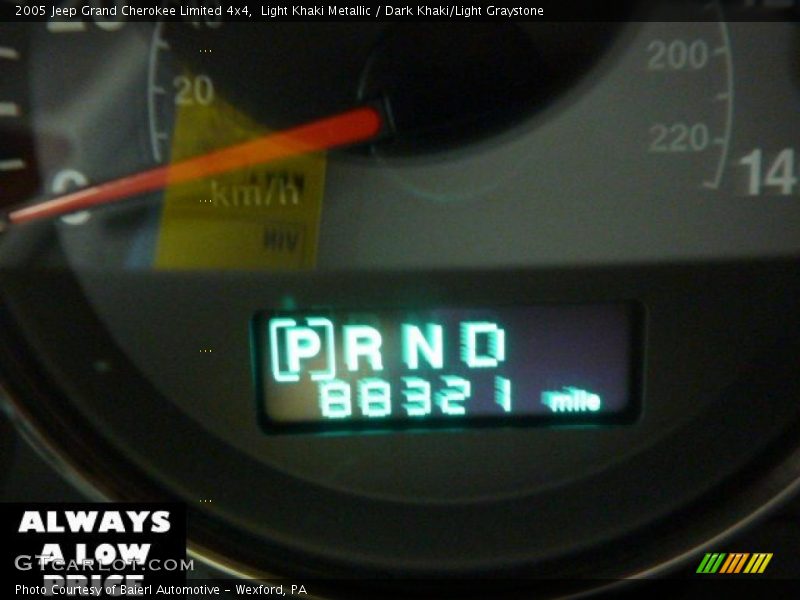 2005 Jeep Grand Cherokee Limited 4x4, Light Khaki Metallic / Dark Khaki/Light Graystone
200
20
220
14
0
km/h
[P] R N D
88321 mile
ALWAYS
A LOW
PRICE
GTcarlot.com
Photo Courtesy of Baierl Automotive - Wexford, PA